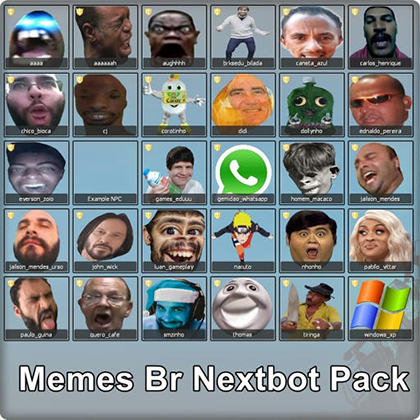 aaaa aaaaaah aughhhh brkeedu_bilada caneta_azul carlos_henrique
chico_bioca cj corotinho didi dollynho ednaldo_pereira
everson_zoio Example NPC games_eduuu gemidao_whatsapp homem_macaco jailson_mendes
jailson_mendes_urso john_wick luan_gameplay naruto nhonho pabllo_vittar
paulo_guina quero_cafe smzinho thomas tiringa windows_xp
Memes Br Nextbot Pack